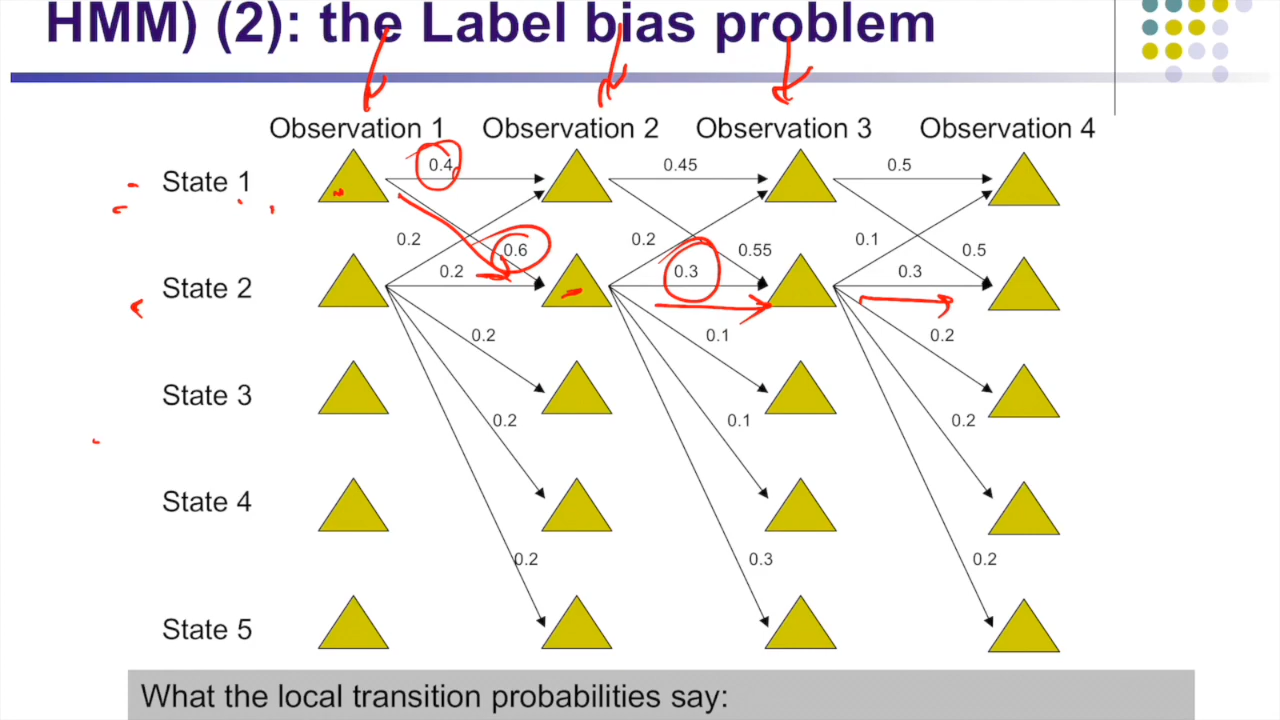 HMM) (2): the Label bias problem
Observation 1 Observation 2 Observation 3 Observation 4
State 1 0.4 0.45 0.5
0.2 0.6 0.2 0.55 0.1 0.5
State 2 0.2 0.3 0.3
0.2 0.1 0.2
State 3
0.2 0.1 0.2
State 4
0.2 0.3 0.2
State 5
What the local transition probabilities say: